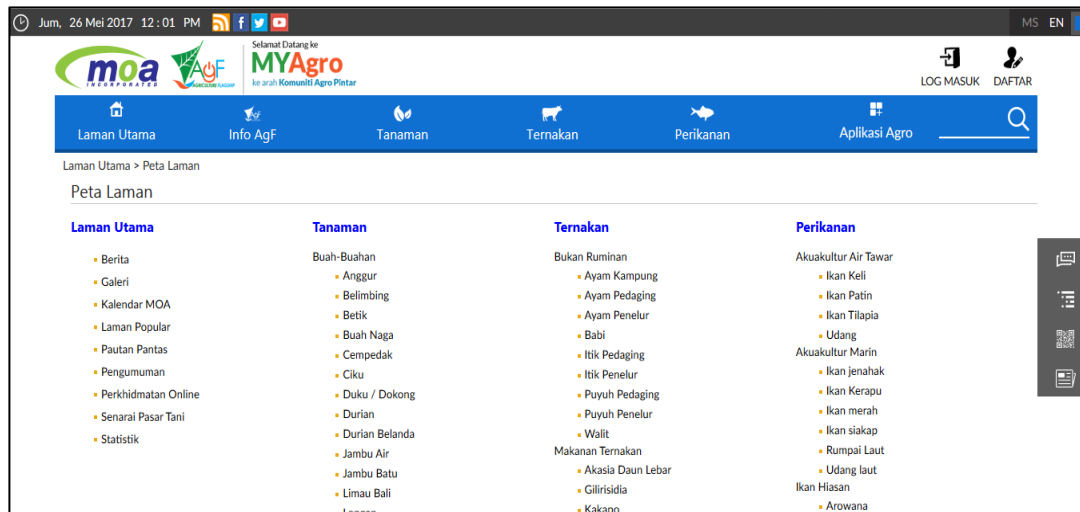 Jum, 26 Mei 2017 12 : 01 PM
MS EN
moa
INCORPORATED
AGF
AGRICULTURE FLAGSHIP
Selamat Datang ke
MYAgro
ke arah Komuniti Agro Pintar
LOG MASUK DAFTAR
Laman Utama Info AgF Tanaman Ternakan Perikanan Aplikasi Agro
Laman Utama > Peta Laman
Peta Laman
Laman Utama
Berita
Galeri
Kalendar MOA
Laman Popular
Pautan Pantas
Pengumuman
Perkhidmatan Online
Senarai Pasar Tani
Statistik
Tanaman
Buah-Buahan
Anggur
Belimbing
Betik
Buah Naga
Cempedak
Ciku
Duku / Dokong
Durian
Durian Belanda
Jambu Air
Jambu Batu
Limau Bali
Ternakan
Bukan Ruminan
Ayam Kampung
Ayam Pedaging
Ayam Penelur
Babi
Itik Pedaging
Itik Penelur
Puyuh Pedaging
Puyuh Penelur
Walit
Makanan Ternakan
Akasia Daun Lebar
Gilirisidia
Kakapo
Perikanan
Akuakultur Air Tawar
Ikan Keli
Ikan Patin
Ikan Tilapia
Udang
Akuakultur Marin
Ikan jenahak
Ikan Kerapu
Ikan merah
Ikan siakap
Rumpai Laut
Udang laut
Ikan Hiasan
Arowana